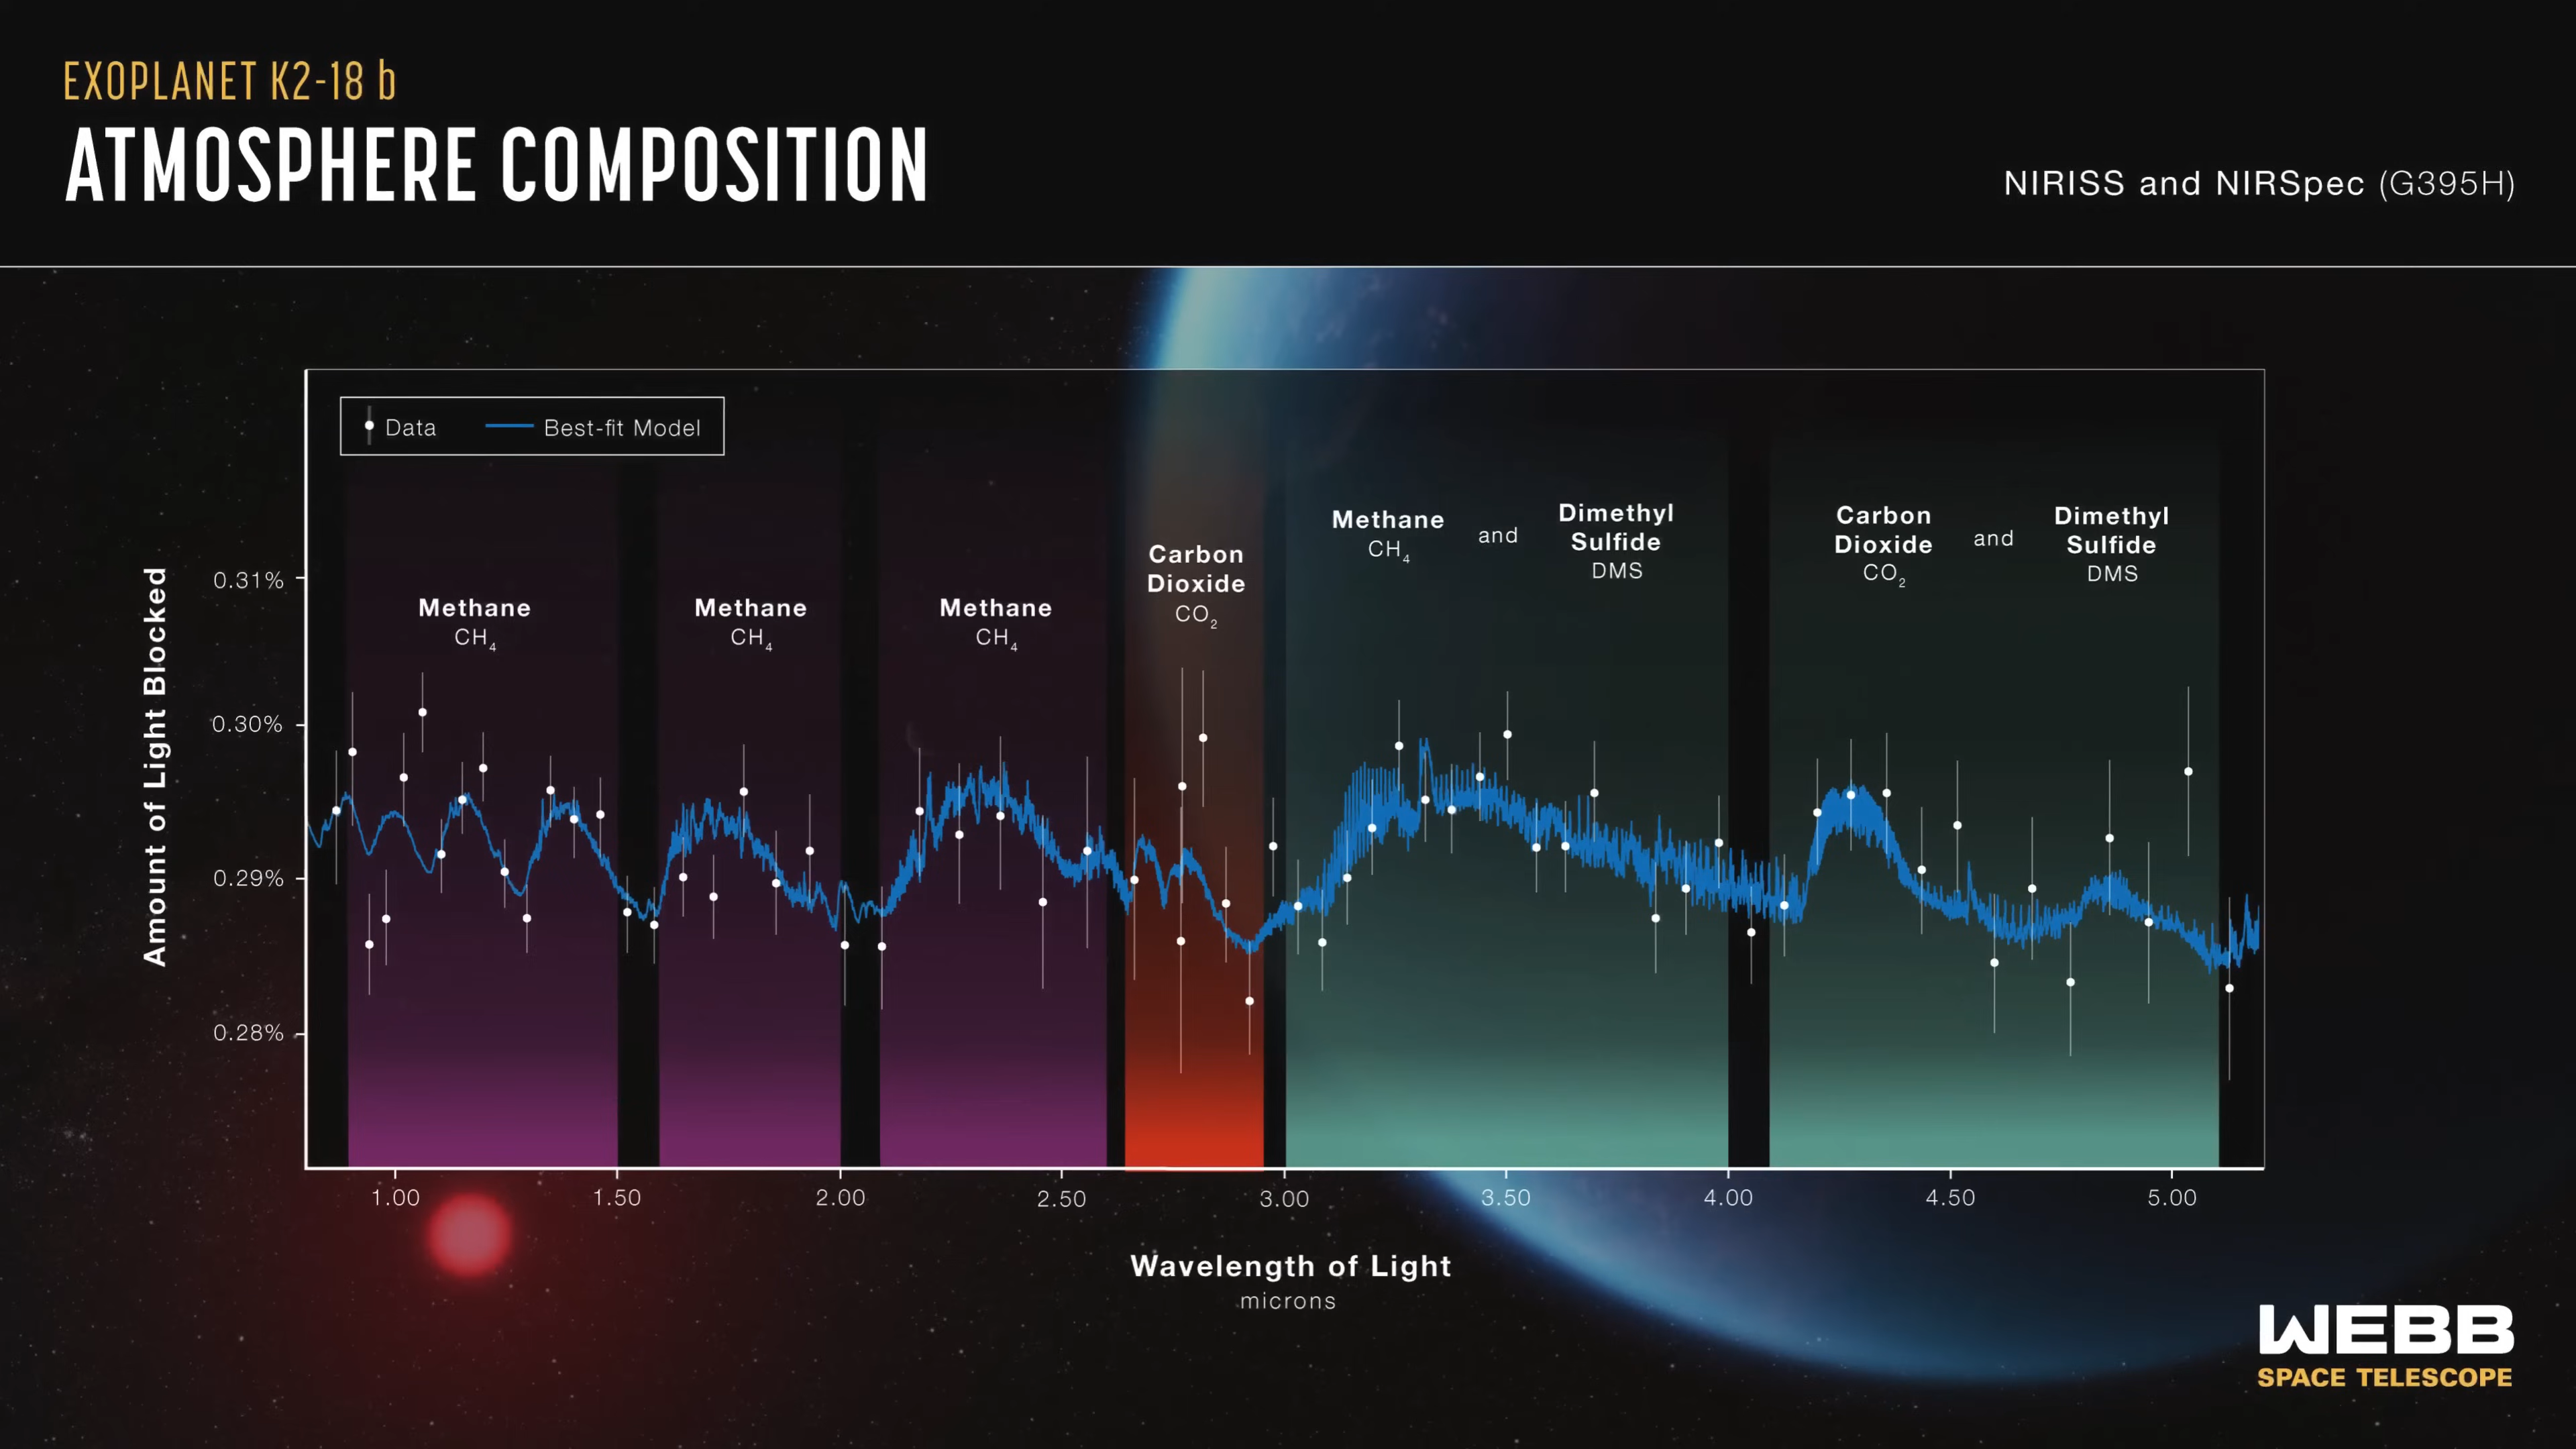 EXOPLANET K2-18 b
ATMOSPHERE COMPOSITION
NIRISS and NIRSpec (G395H)
Data
Best-fit Model
Methane
CH₄
Methane
CH₄
Methane
CH₄
Carbon
Dioxide
CO₂
Methane
CH₄
and
Dimethyl
Sulfide
DMS
Carbon
Dioxide
CO₂
and
Dimethyl
Sulfide
DMS
Amount of Light Blocked
0.31%
0.30%
0.29%
0.28%
1.00 1.50 2.00 2.50 3.00 3.50 4.00 4.50 5.00
Wavelength of Light
microns
WEBB
SPACE TELESCOPE